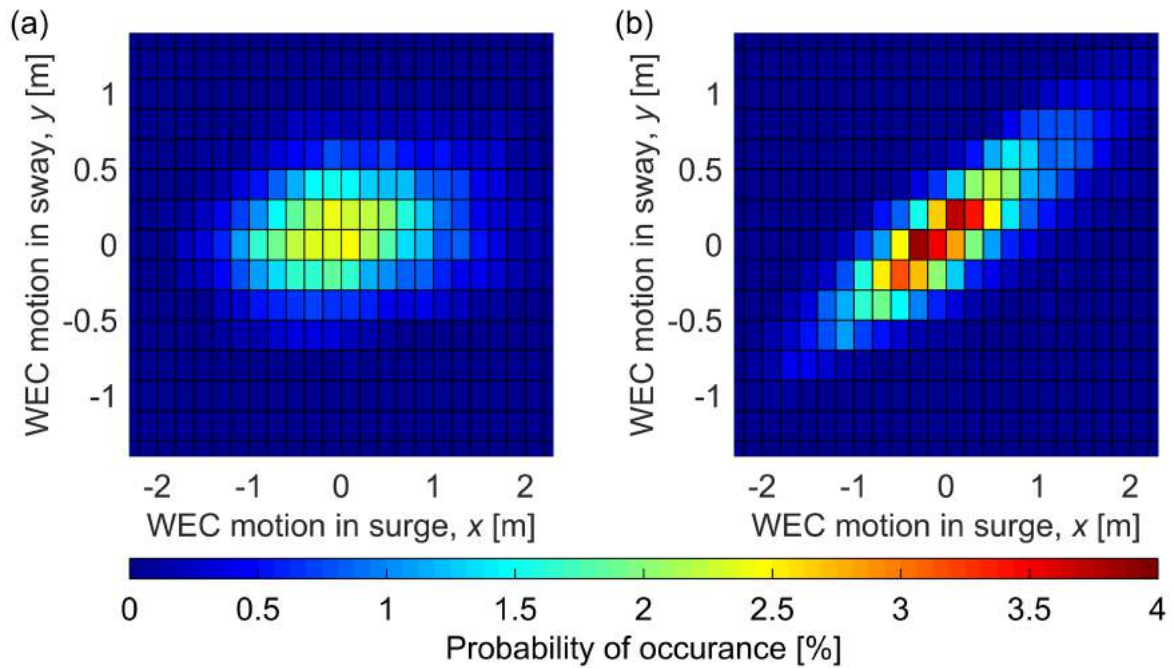 (a)
WEC motion in sway, y [m]
1
0.5
0
-0.5
-1
-2 -1 0 1 2
WEC motion in surge, x [m]
(b)
WEC motion in sway, y [m]
1
0.5
0
-0.5
-1
-2 -1 0 1 2
WEC motion in surge, x [m]
0 0.5 1 1.5 2 2.5 3 3.5 4
Probability of occurance [%]